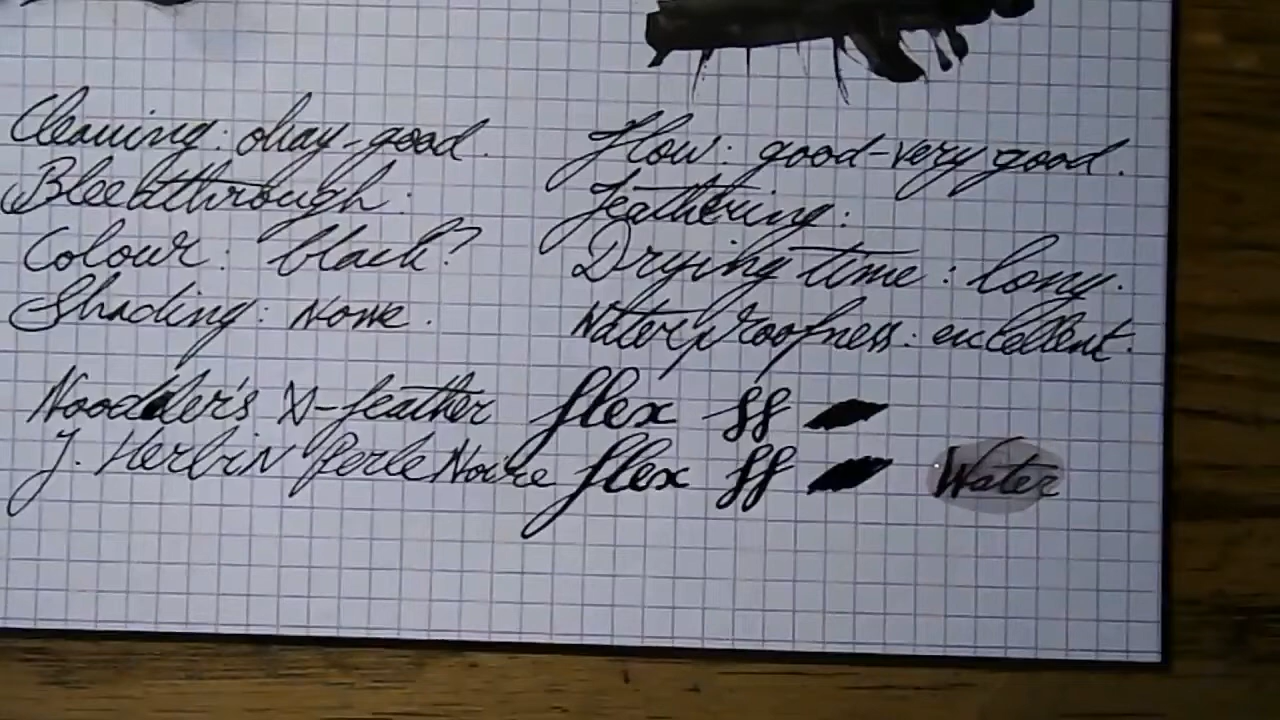 Cleaning: okay-good. Flow: good-very good.
Bleedthrough: Feathering:
Colour: black? Drying time: long.
Shading: none. Waterproofness: excellent.
Noodler's X-feather flex ff
J. Herbin Perle Noire flex ff Water